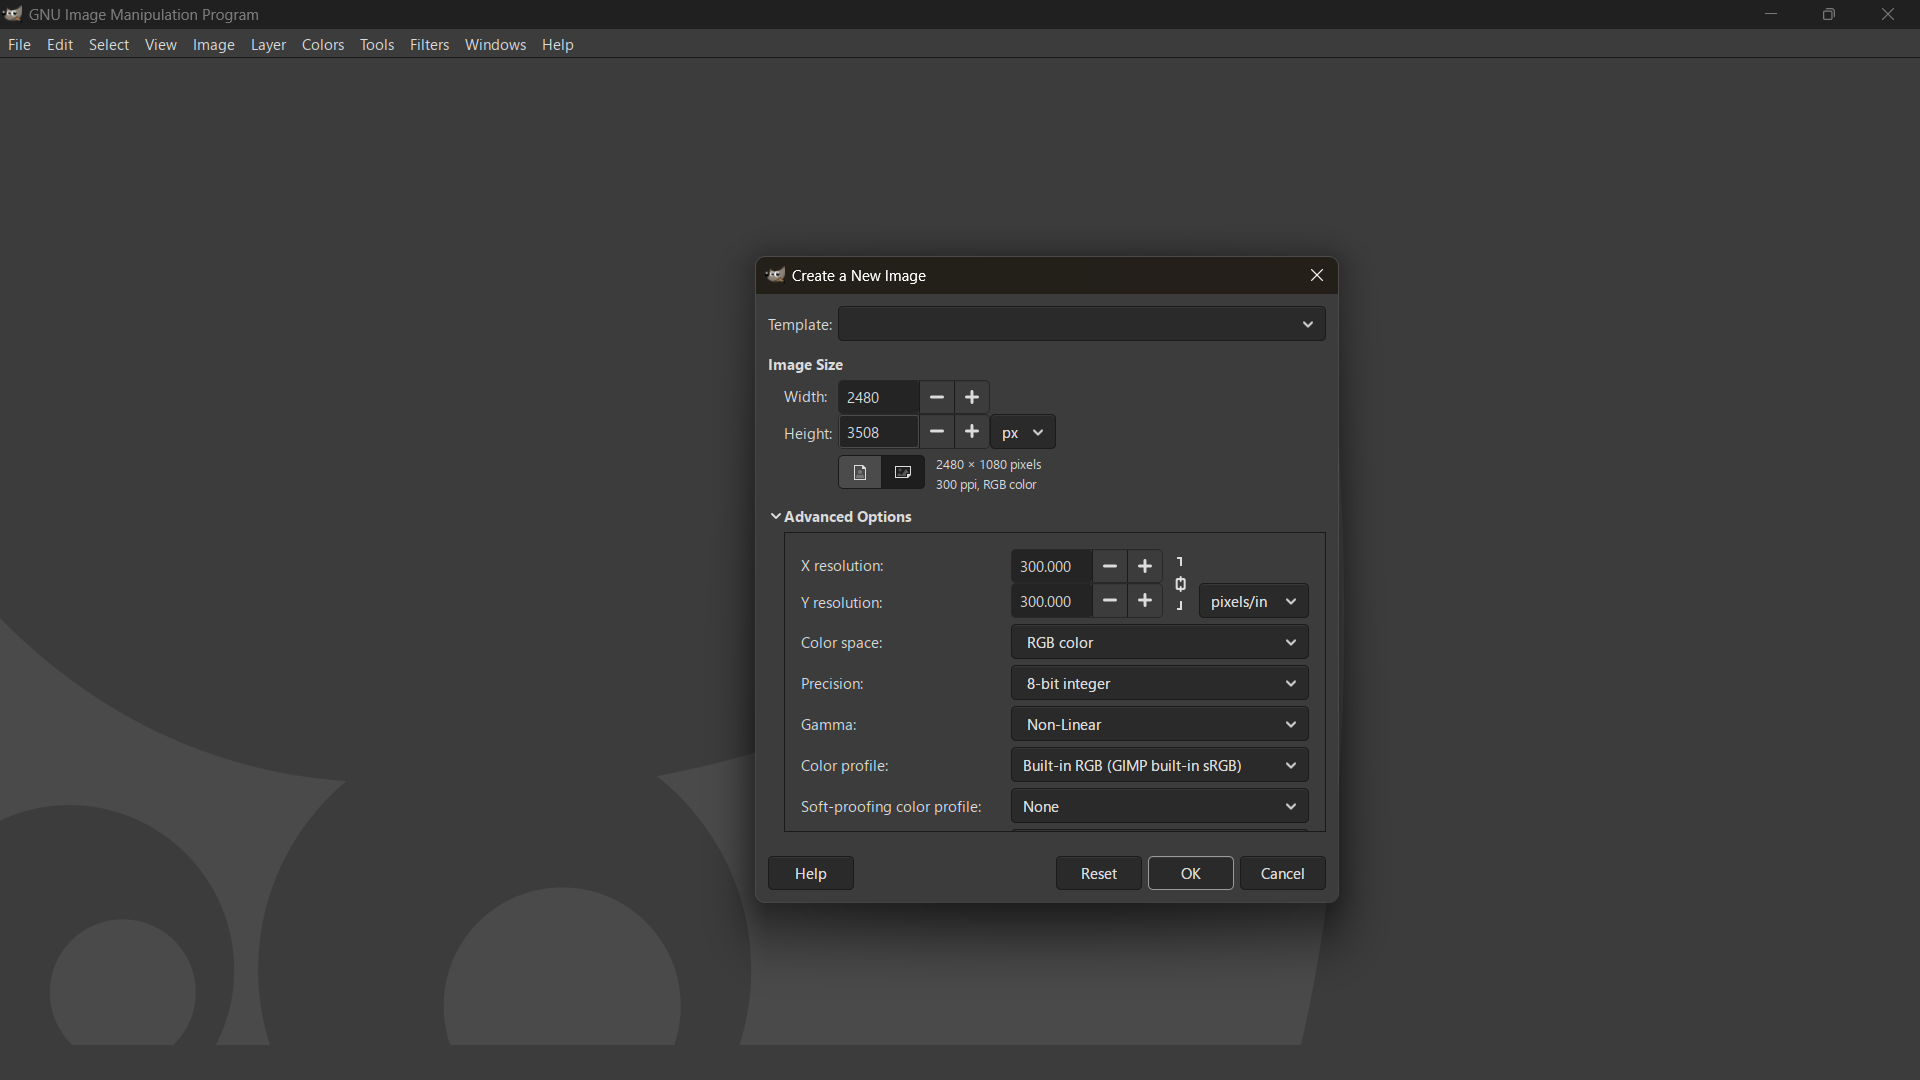 GNU Image Manipulation Program
File Edit Select View Image Layer Colors Tools Filters Windows Help
Create a New Image
Template:
Image Size
Width: 2480
Height: 3508 px
2480 × 1080 pixels
300 ppi, RGB color
Advanced Options
X resolution: 300.000
Y resolution: 300.000 pixels/in
Color space: RGB color
Precision: 8-bit integer
Gamma: Non-Linear
Color profile: Built-in RGB (GIMP built-in sRGB)
Soft-proofing color profile: None
Help Reset OK Cancel